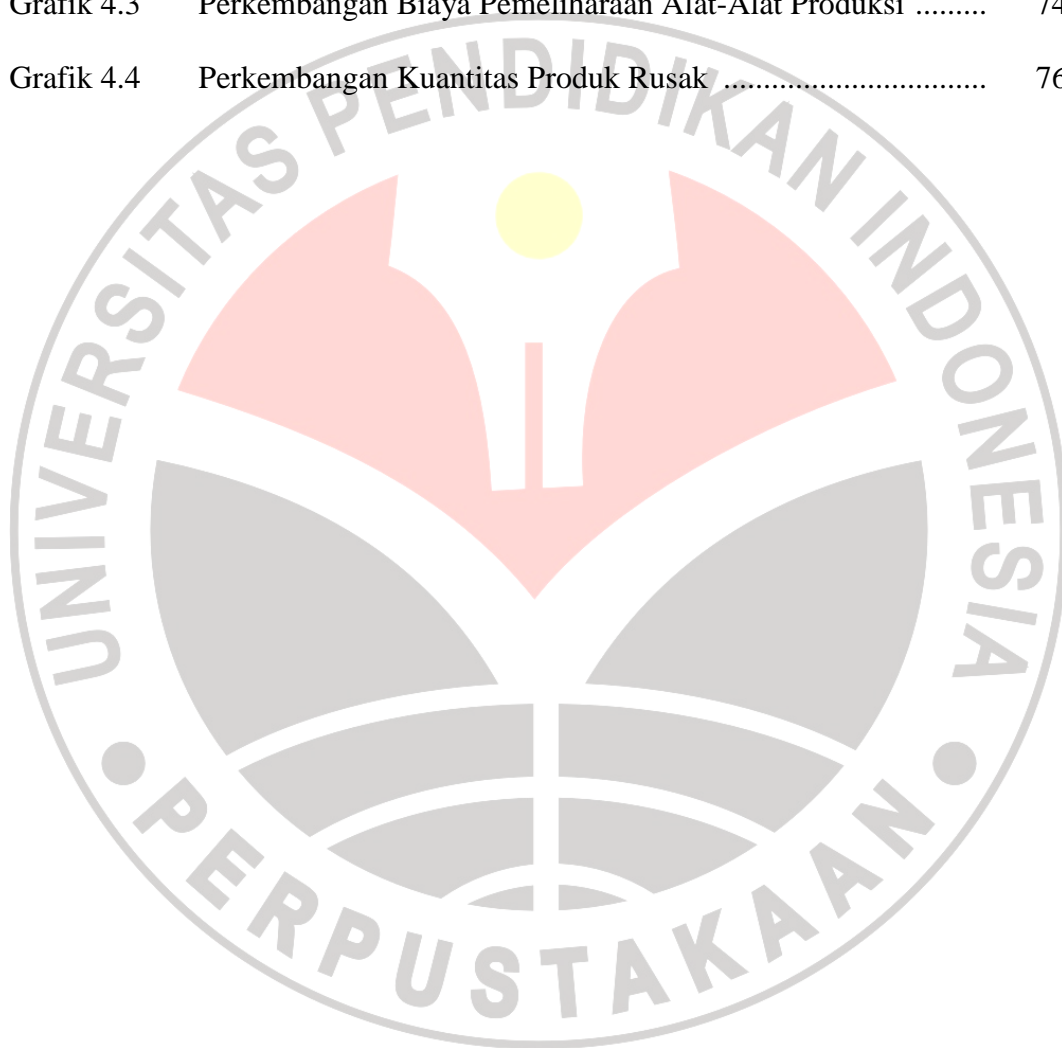 Grafik 4.3 Perkembangan Biaya Pemeliharaan Alat-Alat Produksi ......... 74
Grafik 4.4 Perkembangan Kuantitas Produk Rusak ................................. 76
UNIVERSITAS PENDIDIKAN INDONESIA
PERPUSTAKAAN